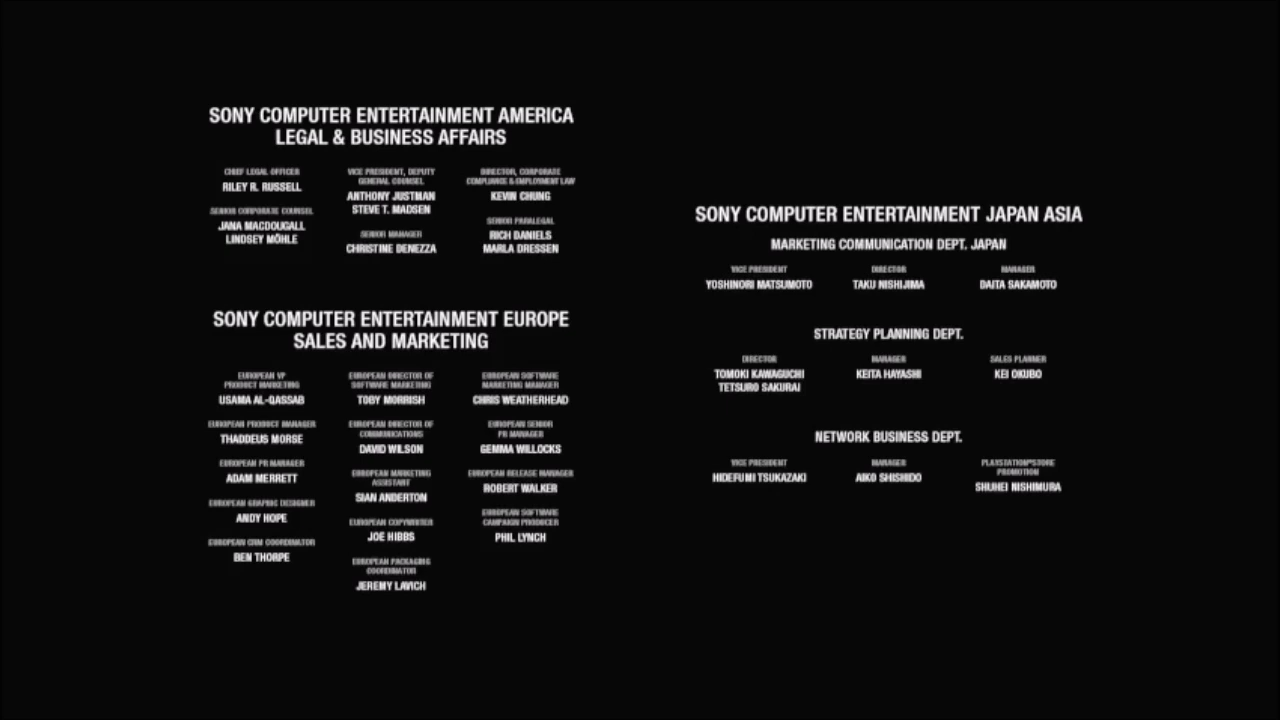 SONY COMPUTER ENTERTAINMENT AMERICA
LEGAL & BUSINESS AFFAIRS
CHIEF LEGAL OFFICER
RILEY R. RUSSELL
SENIOR CORPORATE COUNSEL
JANA MACDOUGALL
LINDSEY MÖHLE
VICE PRESIDENT, DEPUTY
GENERAL COUNSEL
ANTHONY JUSTMAN
STEVE T. MADSEN
SENIOR MANAGER
CHRISTINE DENEZZA
DIRECTOR, CORPORATE
COMPLIANCE & EMPLOYMENT LAW
KEVIN CHUNG
SENIOR PARALEGAL
RICH DANIELS
MARLA DRESSEN
SONY COMPUTER ENTERTAINMENT EUROPE
SALES AND MARKETING
EUROPEAN VP
PRODUCT MARKETING
USAMA AL-QASSAB
EUROPEAN PRODUCT MANAGER
THADDEUS MORSE
EUROPEAN PR MANAGER
ADAM MERRETT
EUROPEAN GRAPHIC DESIGNER
ANDY HOPE
EUROPEAN CRM COORDINATOR
BEN THORPE
EUROPEAN DIRECTOR OF
SOFTWARE MARKETING
TOBY MORRISH
EUROPEAN DIRECTOR OF
COMMUNICATIONS
DAVID WILSON
EUROPEAN MARKETING
ASSISTANT
SIAN ANDERTON
EUROPEAN COPYWRITER
JOE HIBBS
EUROPEAN PACKAGING
COORDINATOR
JEREMY LAVICH
EUROPEAN SOFTWARE
MARKETING MANAGER
CHRIS WEATHERHEAD
EUROPEAN SENIOR
PR MANAGER
GEMMA WILLOCKS
EUROPEAN RELEASE MANAGER
ROBERT WALKER
EUROPEAN SOFTWARE
CAMPAIGN PRODUCER
PHIL LYNCH
SONY COMPUTER ENTERTAINMENT JAPAN ASIA
MARKETING COMMUNICATION DEPT. JAPAN
VICE PRESIDENT
YOSHINORI MATSUMOTO
DIRECTOR
TAKU NISHIJIMA
MANAGER
DAITA SAKAMOTO
STRATEGY PLANNING DEPT.
DIRECTOR
TOMOKI KAWAGUCHI
TETSURO SAKURAI
MANAGER
KEITA HAYASHI
SALES PLANNER
KEI OKUBO
NETWORK BUSINESS DEPT.
VICE PRESIDENT
HIDEFUMI TSUKAZAKI
MANAGER
AIKO SHISHIDO
PLAYSTATION®STORE
PROMOTION
SHUHEI NISHIMURA